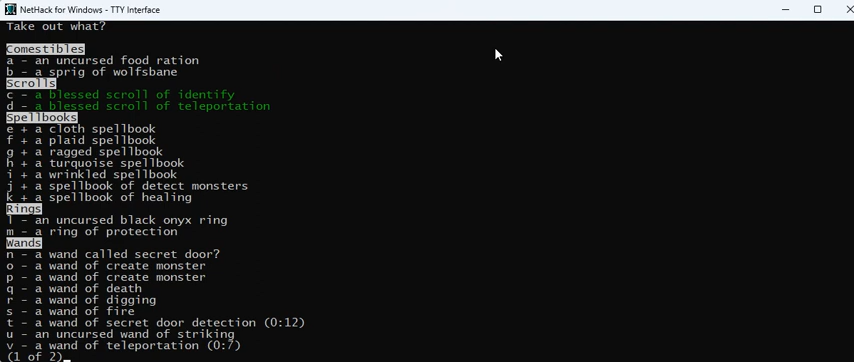 NetHack for Windows - TTY Interface
Take out what?
Comestibles
a - an uncursed food ration
b - a sprig of wolfsbane
Scrolls
c - a blessed scroll of identify
d - a blessed scroll of teleportation
Spellbooks
e + a cloth spellbook
f + a plaid spellbook
g + a ragged spellbook
h + a turquoise spellbook
i + a wrinkled spellbook
j + a spellbook of detect monsters
k + a spellbook of healing
Rings
l - an uncursed black onyx ring
m - a ring of protection
Wands
n - a wand called secret door?
o - a wand of create monster
p - a wand of create monster
q - a wand of death
r - a wand of digging
s - a wand of fire
t - a wand of secret door detection (0:12)
u - an uncursed wand of striking
v - a wand of teleportation (0:7)
(1 of 2)